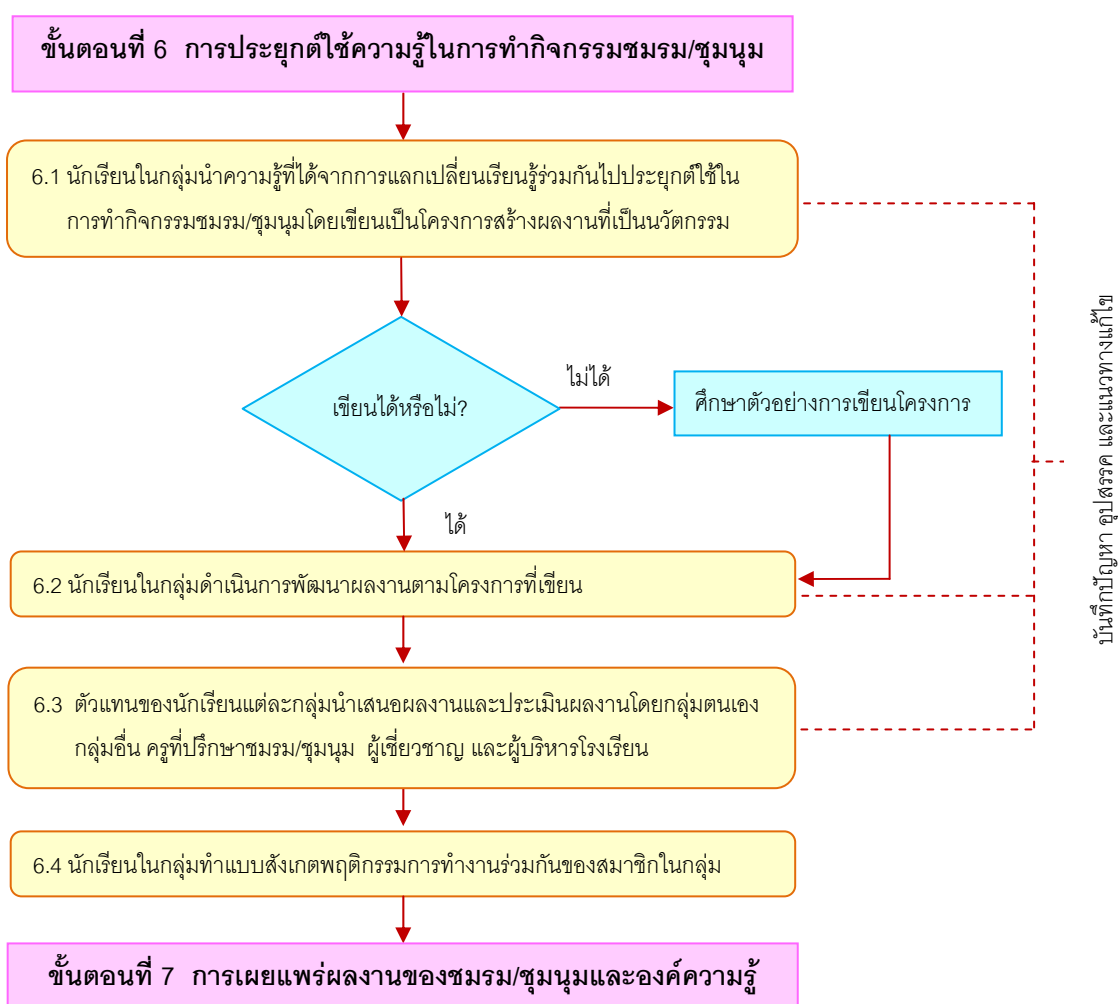 ขั้นตอนที่ 6 การประยุกต์ใช้ความรู้ในการทำกิจกรรมชมรม/ชุมนุม
6.1 นักเรียนในกลุ่มนำความรู้ที่ได้จากการแลกเปลี่ยนเรียนรู้ร่วมกันไปประยุกต์ใช้ใน
การทำกิจกรรมชมรม/ชุมนุมโดยเขียนเป็นโครงการสร้างผลงานที่เป็นนวัตกรรม
เขียนได้หรือไม่?
ไม่ได้
ศึกษาตัวอย่างการเขียนโครงการ
ได้
6.2 นักเรียนในกลุ่มดำเนินการพัฒนาผลงานตามโครงการที่เขียน
6.3 ตัวแทนของนักเรียนแต่ละกลุ่มนำเสนอผลงานและประเมินผลงานโดยกลุ่มตนเอง
กลุ่มอื่น ครูที่ปรึกษาชมรม/ชุมนุม ผู้เชี่ยวชาญ และผู้บริหารโรงเรียน
6.4 นักเรียนในกลุ่มทำแบบสังเกตพฤติกรรมการทำงานร่วมกันของสมาชิกในกลุ่ม
ขั้นตอนที่ 7 การเผยแพร่ผลงานของชมรม/ชุมนุมและองค์ความรู้
บันทึกปัญหา อุปสรรค และแนวทางแก้ไข